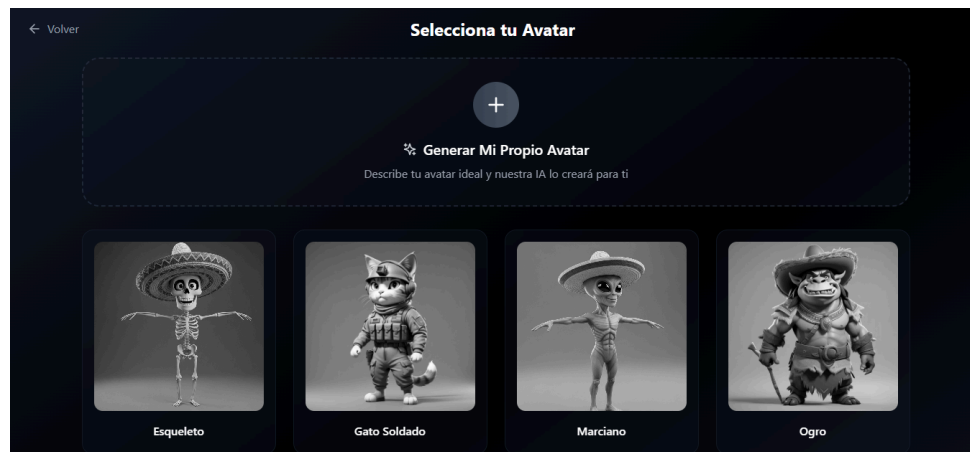 Volver
Selecciona tu Avatar
Generar Mi Propio Avatar
Describe tu avatar ideal y nuestra IA lo creará para ti
Esqueleto
Gato Soldado
Marciano
Ogro